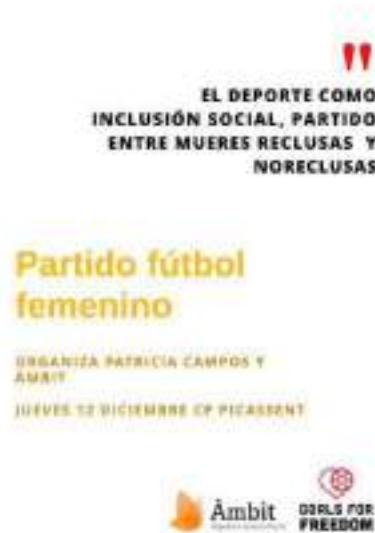 "
EL DEPORTE COMO
INCLUSIÓN SOCIAL, PARTIDO
ENTRE MUERES RECLUSAS Y
NORECLUSAS
Partido fútbol
femenino
ORGANIZA PATRICIA CAMPOS Y
AMBIT
JUEVES 12 DICIEMBRE CP PICASSENT
Àmbit
GOALS FOR
FREEDOM